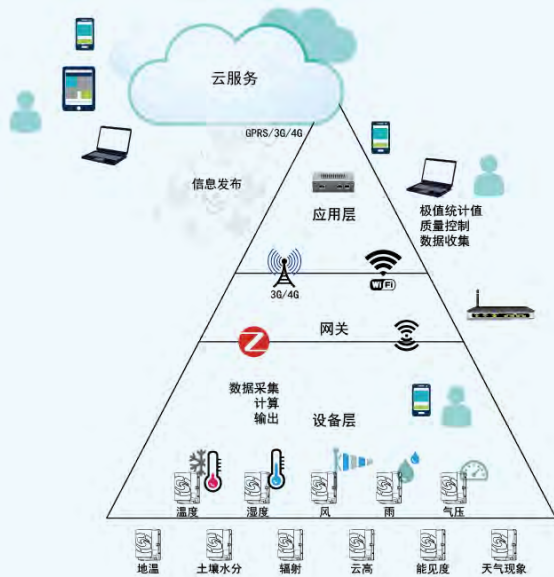 云服务
GPRS/3G/4G
信息发布
应用层
极值统计值
质量控制
数据收集
3G/4G
WiFi
网关
数据采集
计算
输出
设备层
温度
湿度
风
雨
气压
地温
土壤水分
辐射
云高
能见度
天气现象